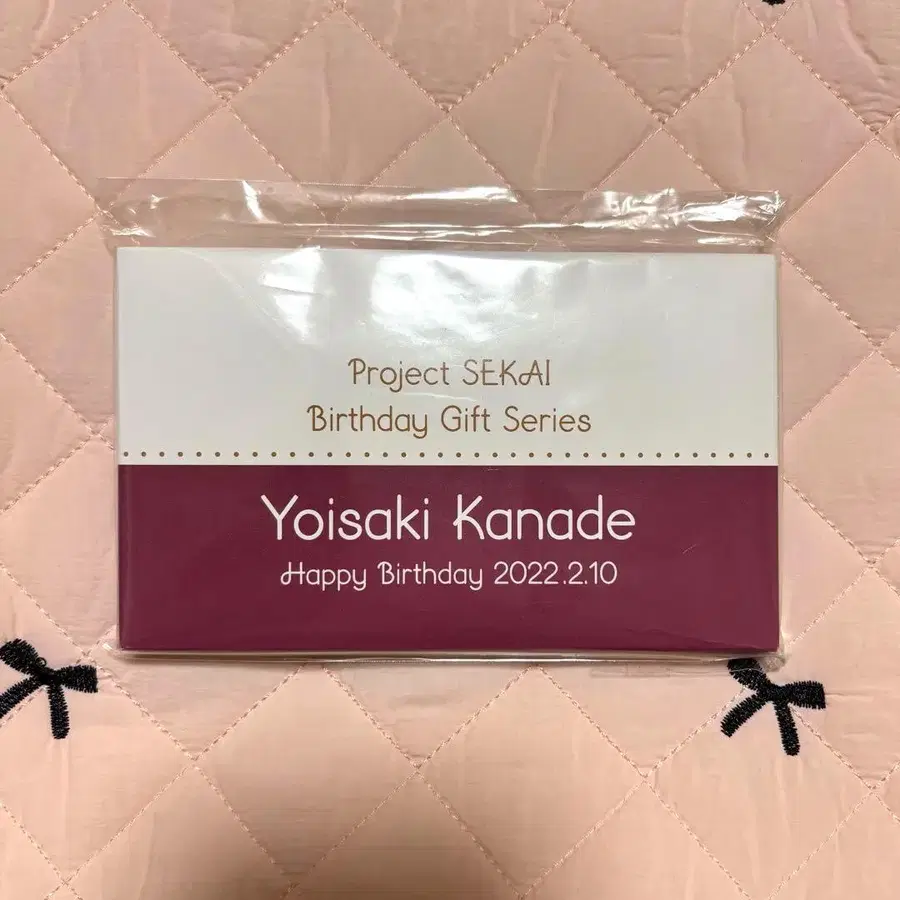 Project SEKAI
Birthday Gift Series
Yoisaki Kanade
Happy Birthday 2022.2.10